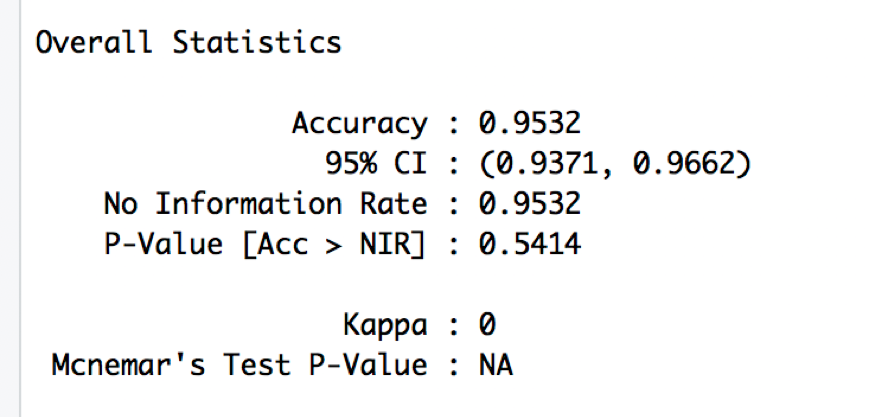 Overall Statistics
Accuracy : 0.9532
95% CI : (0.9371, 0.9662)
No Information Rate : 0.9532
P-Value [Acc > NIR] : 0.5414
Kappa : 0
Mcnemar's Test P-Value : NA